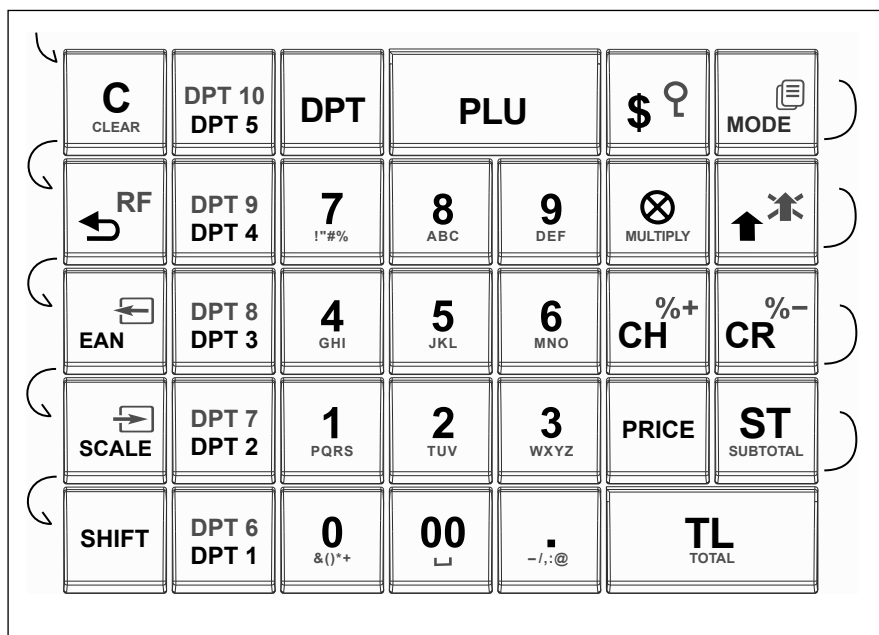 C
CLEAR
DPT 10
DPT 5
DPT
PLU
$
MODE
RF
DPT 9
DPT 4
7
!"#%
8
ABC
9
DEF
MULTIPLY
EAN
DPT 8
DPT 3
4
GHI
5
JKL
6
MNO
%+
CH
%−
CR
SCALE
DPT 7
DPT 2
1
PQRS
2
TUV
3
WXYZ
PRICE
ST
SUBTOTAL
SHIFT
DPT 6
DPT 1
0
&()*+
00
.
−/,:@
TL
TOTAL